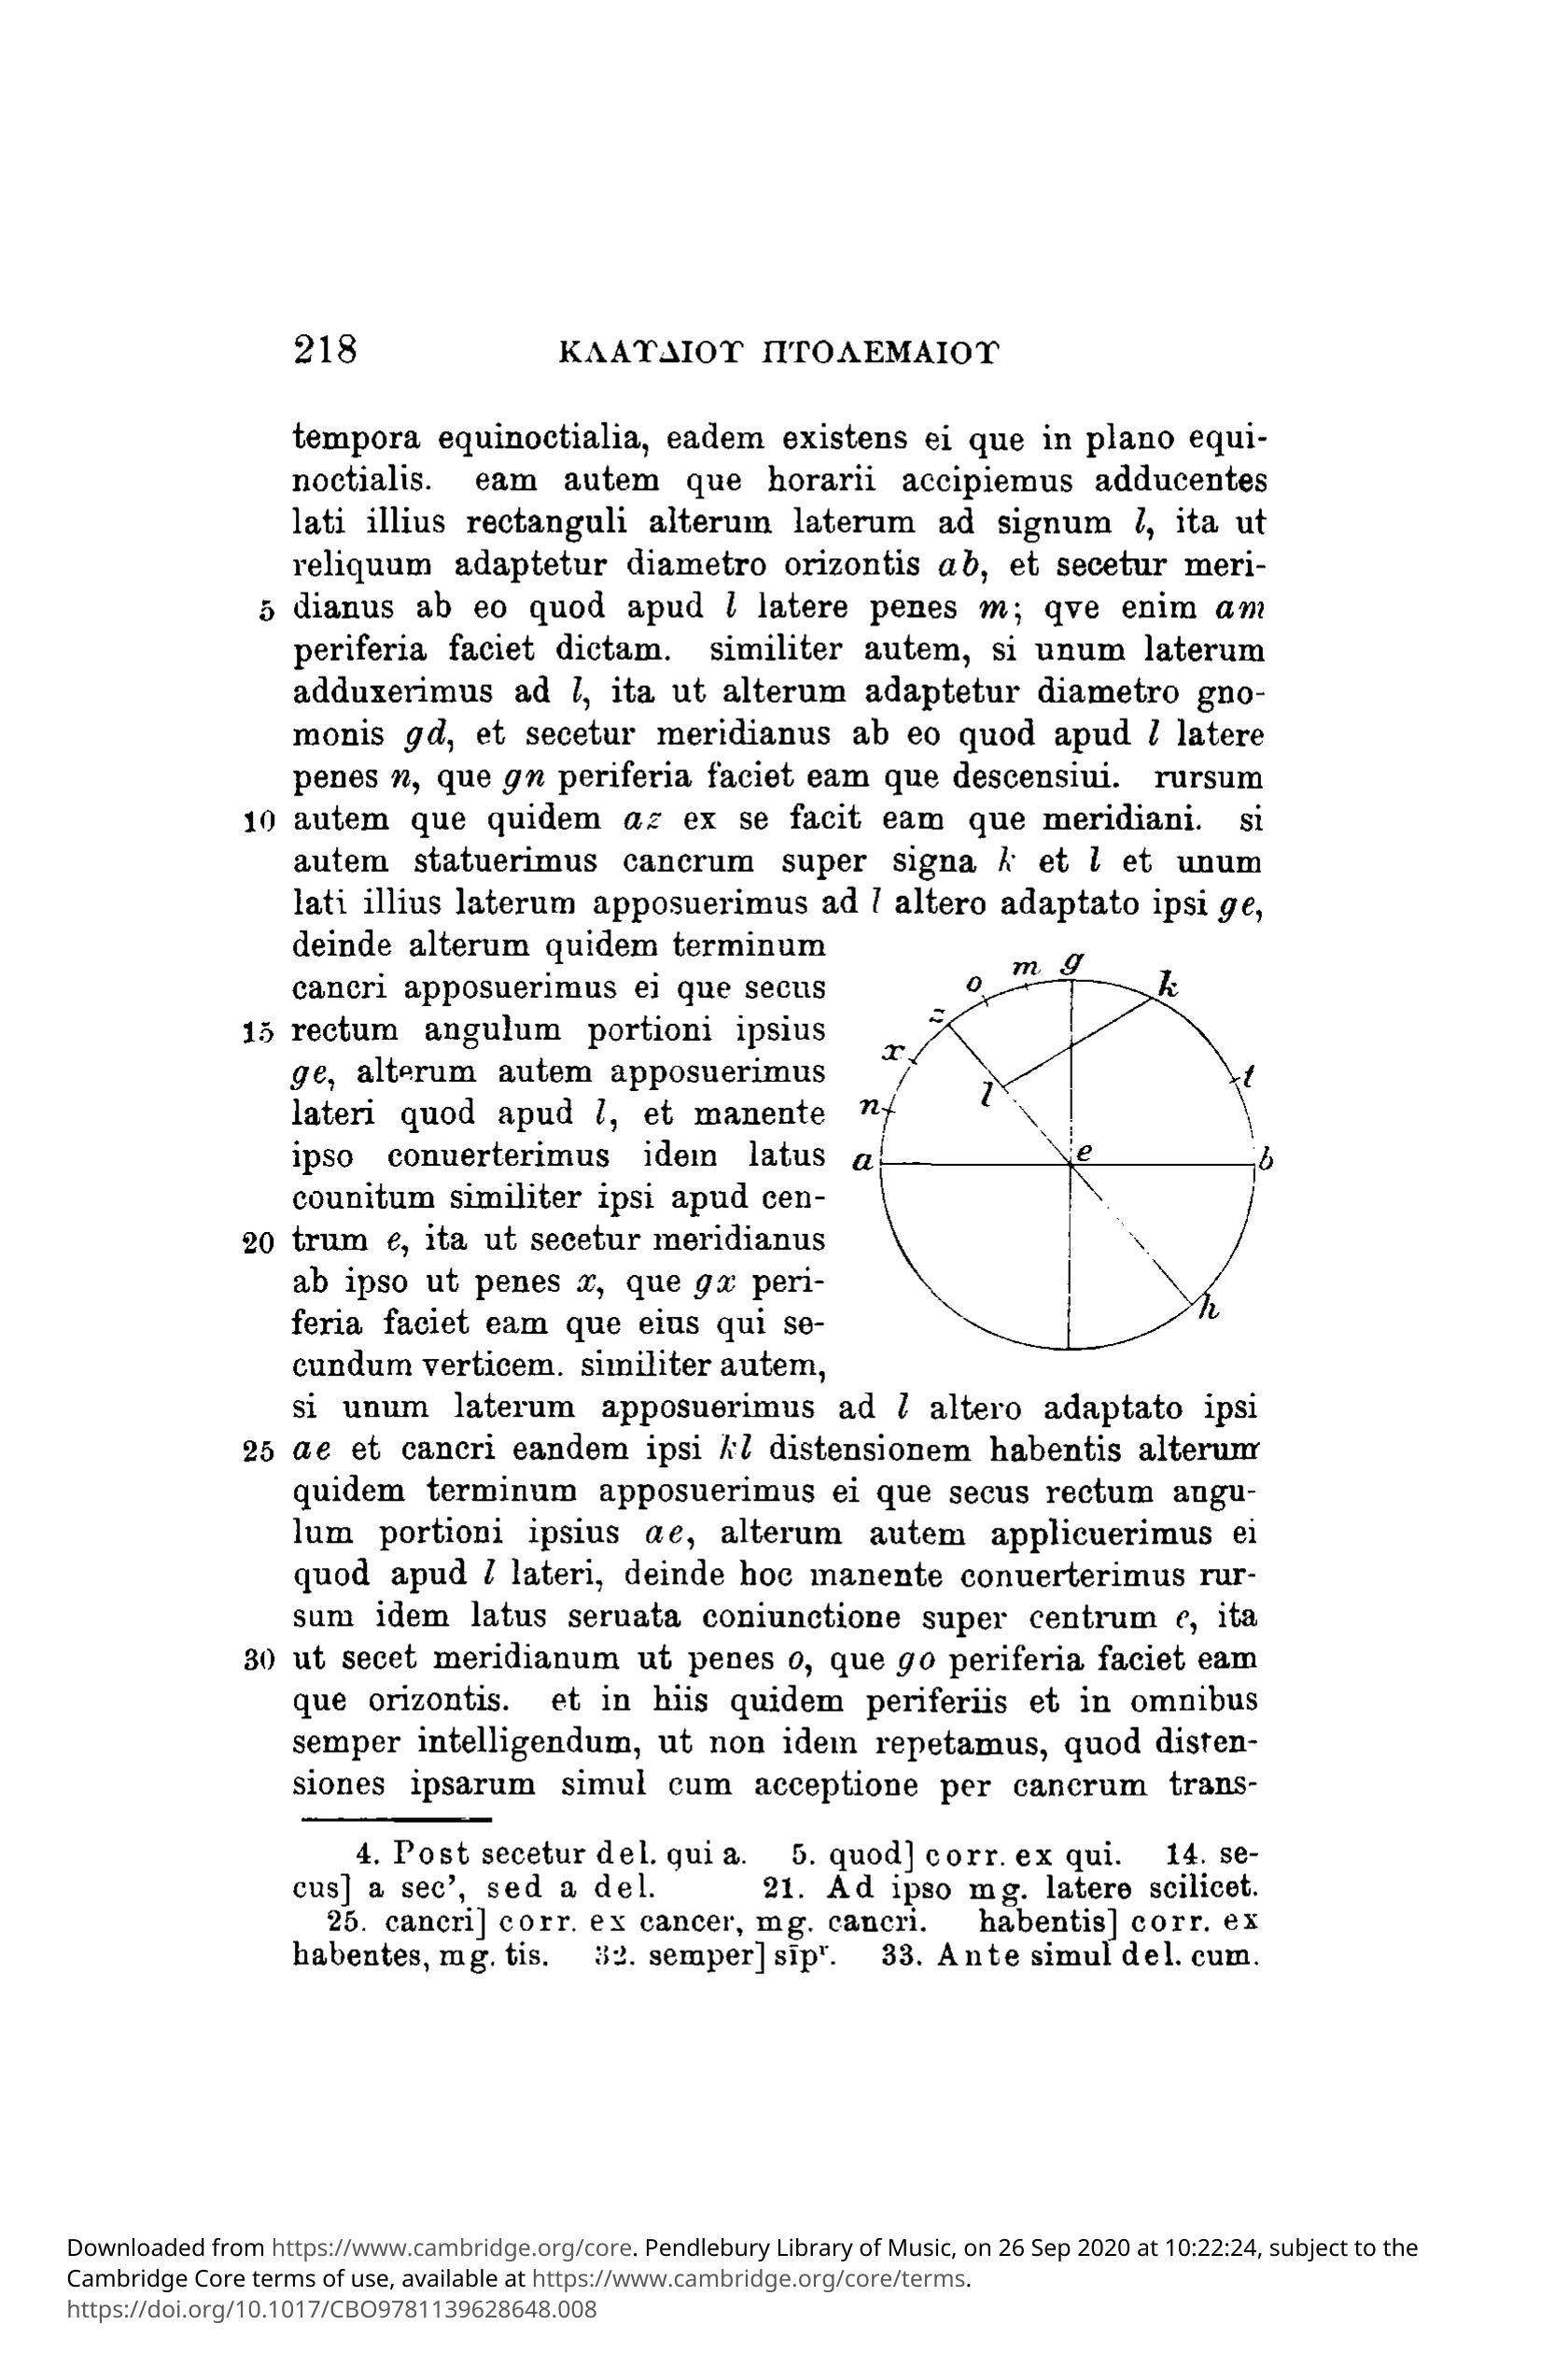 218 ΚΛΑΥΔΙΟΥ ΠΤΟΛΕΜΑΙΟΥ
tempora equinoctialia, eadem existens ei que in plano equi-
noctialis. eam autem que horarii accipiemus adducentes
lati illius rectanguli alterum laterum ad signum l, ita ut
reliquum adaptetur diametro orizontis ab, et secetur meri-
5 dianus ab eo quod apud l latere penes m; qve enim am
periferia faciet dictam. similiter autem, si unum laterum
adduxerimus ad l, ita ut alterum adaptetur diametro gno-
monis gd, et secetur meridianus ab eo quod apud l latere
penes n, que gn periferia faciet eam que descensiui. rursum
10 autem que quidem az ex se facit eam que meridiani. si
autem statuerimus cancrum super signa k et l et unum
lati illius laterum apposuerimus ad l altero adaptato ipsi ge,
deinde alterum quidem terminum
cancri apposuerimus ei que secus
15 rectum angulum portioni ipsius
ge, alterum autem apposuerimus
lateri quod apud l, et manente
ipso conuerterimus idem latus
counitum similiter ipsi apud cen-
20 trum e, ita ut secetur meridianus
ab ipso ut penes x, que gx peri-
feria faciet eam que eius qui se-
cundum verticem. similiter autem,
m g
o k
z
x t
l
n
a e b
h
si unum laterum apposuerimus ad l altero adaptato ipsi
25 ae et cancri eandem ipsi kl distensionem habentis alterum
quidem terminum apposuerimus ei que secus rectum angu-
lum portioni ipsius ae, alterum autem applicuerimus ei
quod apud l lateri, deinde hoc manente conuerterimus rur-
sum idem latus seruata coniunctione super centrum e, ita
30 ut secet meridianum ut penes o, que go periferia faciet eam
que orizontis. et in hiis quidem periferiis et in omnibus
semper intelligendum, ut non idem repetamus, quod disten-
siones ipsarum simul cum acceptione per cancrum trans-
4. Post secetur del. qui a. 5. quod] corr. ex qui. 14. se-
cus] a sec’, sed a del. 21. Ad ipso mg. latere scilicet.
25. cancri] corr. ex cancer, mg. cancri. habentis] corr. ex
habentes, mg. tis. 32. semper] sīpʳ. 33. Ante simul del. cum.
Downloaded from https://www.cambridge.org/core. Pendlebury Library of Music, on 26 Sep 2020 at 10:22:24, subject to the
Cambridge Core terms of use, available at https://www.cambridge.org/core/terms.
https://doi.org/10.1017/CBO9781139628648.008